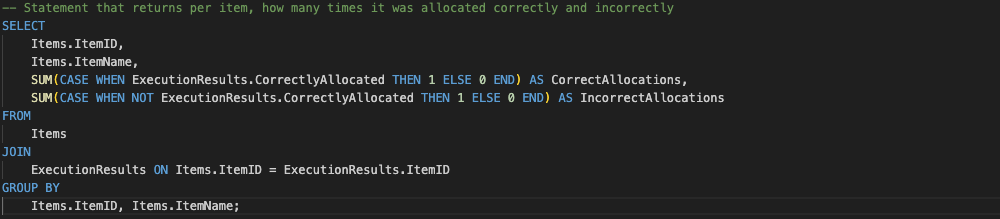 -- Statement that returns per item, how many times it was allocated correctly and incorrectly
SELECT
    Items.ItemID,
    Items.ItemName,
    SUM(CASE WHEN ExecutionResults.CorrectlyAllocated THEN 1 ELSE 0 END) AS CorrectAllocations,
    SUM(CASE WHEN NOT ExecutionResults.CorrectlyAllocated THEN 1 ELSE 0 END) AS IncorrectAllocations
FROM
    Items
JOIN
    ExecutionResults ON Items.ItemID = ExecutionResults.ItemID
GROUP BY
    Items.ItemID, Items.ItemName;